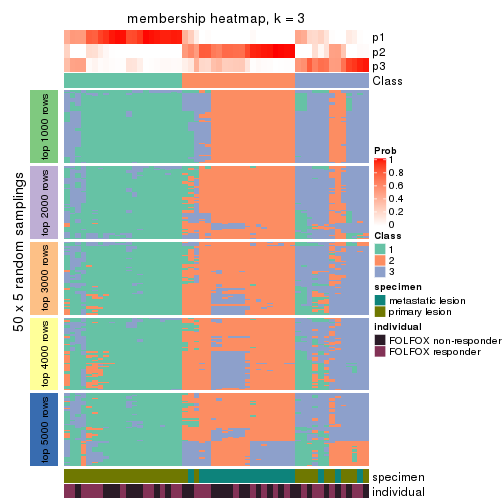 membership heatmap, k = 3
p1
p2
p3
Class
50 x 5 random samplings
top 1000 rows
top 2000 rows
top 3000 rows
top 4000 rows
top 5000 rows
specimen
individual
Prob
1
0.8
0.6
0.4
0.2
0
Class
1
2
3
specimen
metastatic lesion
primary lesion
individual
FOLFOX non-responder
FOLFOX responder